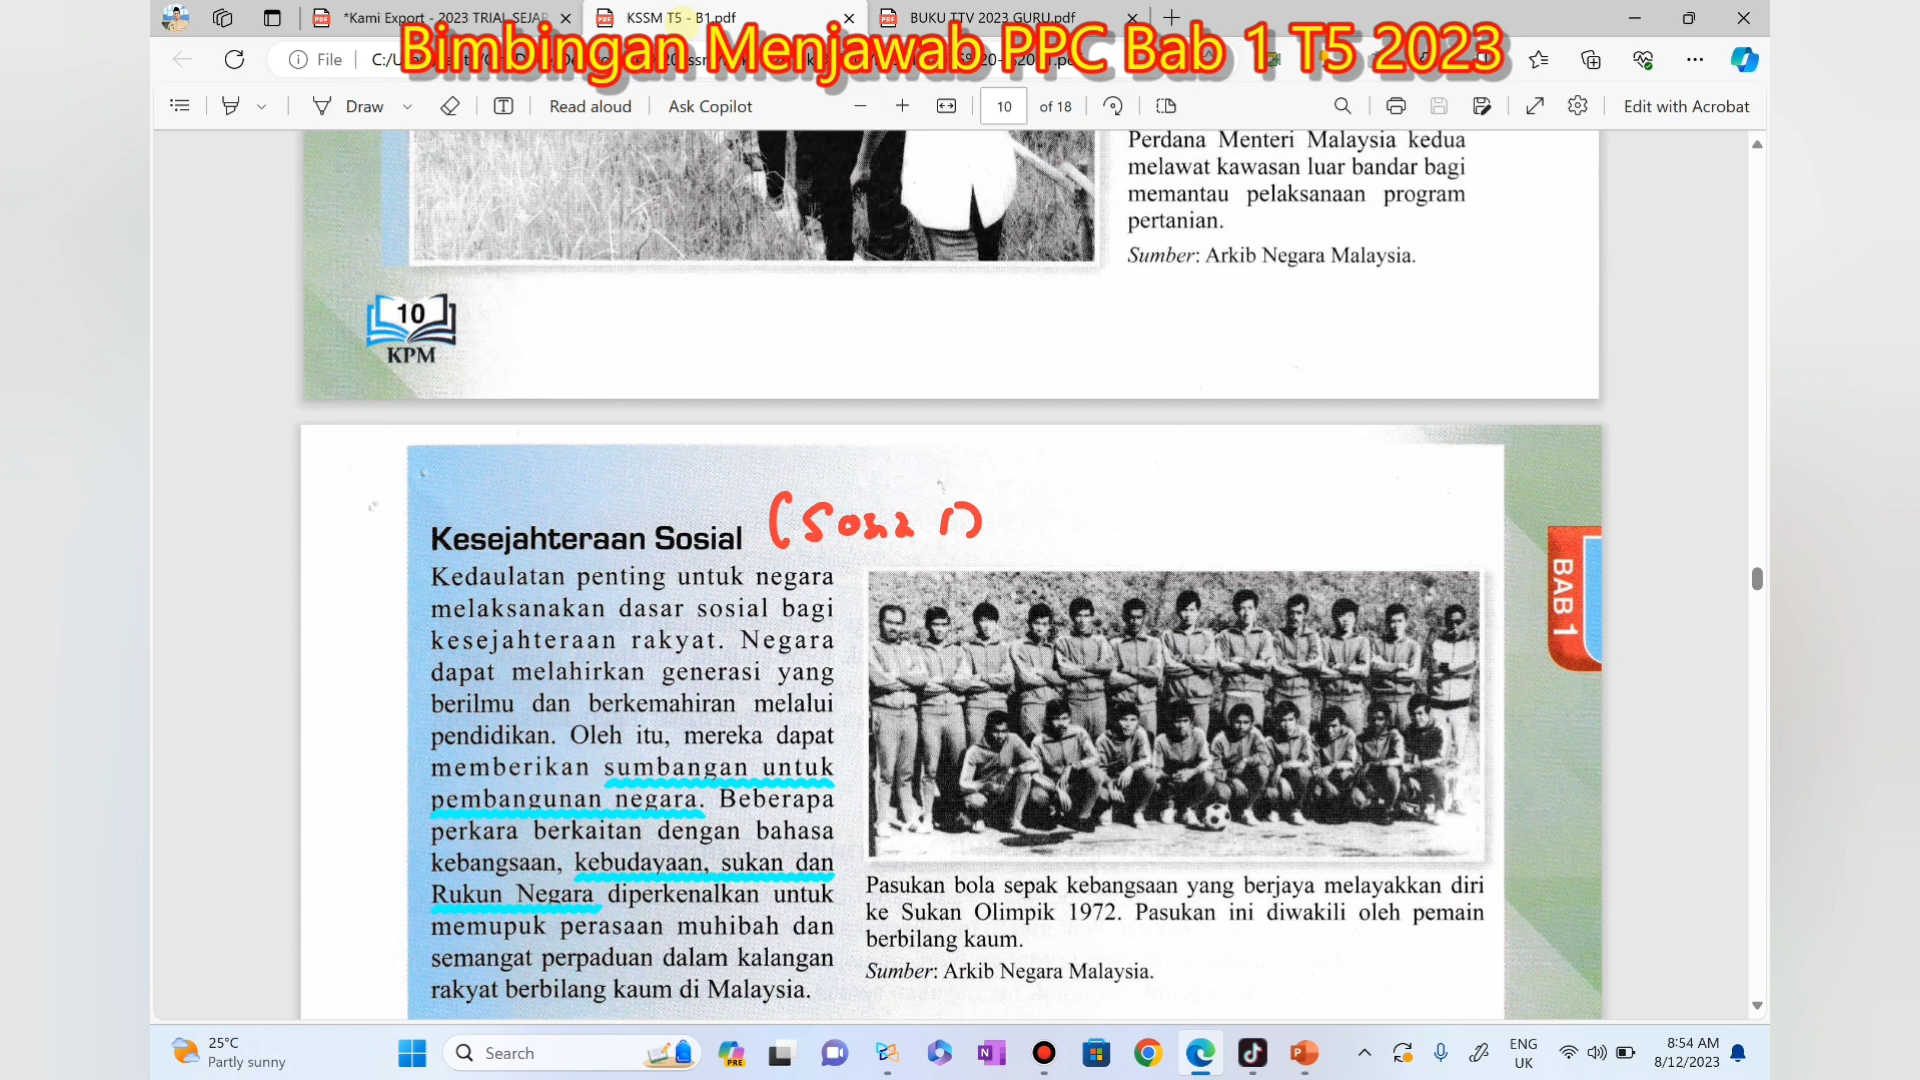 *Kami Export - 2023 TRIAL SEJAR
KSSM T5 - B1.pdf
BUKU TTV 2023 GURU.pdf
Bimbingan Menjawab PPC Bab 1 T5 2023
File
Draw
Read aloud
Ask Copilot
10
of 18
Edit with Acrobat
Perdana Menteri Malaysia kedua
melawat kawasan luar bandar bagi
memantau pelaksanaan program
pertanian.
Sumber: Arkib Negara Malaysia.
10
KPM
Kesejahteraan Sosial
Kedaulatan penting untuk negara
melaksanakan dasar sosial bagi
kesejahteraan rakyat. Negara
dapat melahirkan generasi yang
berilmu dan berkemahiran melalui
pendidikan. Oleh itu, mereka dapat
memberikan sumbangan untuk
pembangunan negara. Beberapa
perkara berkaitan dengan bahasa
kebangsaan, kebudayaan, sukan dan
Rukun Negara diperkenalkan untuk
memupuk perasaan muhibah dan
semangat perpaduan dalam kalangan
rakyat berbilang kaum di Malaysia.
Pasukan bola sepak kebangsaan yang berjaya melayakkan diri
ke Sukan Olimpik 1972. Pasukan ini diwakili oleh pemain
berbilang kaum.
Sumber: Arkib Negara Malaysia.
BAB 1
25°C
Partly sunny
Search
PRE
ENG
UK
8:54 AM
8/12/2023